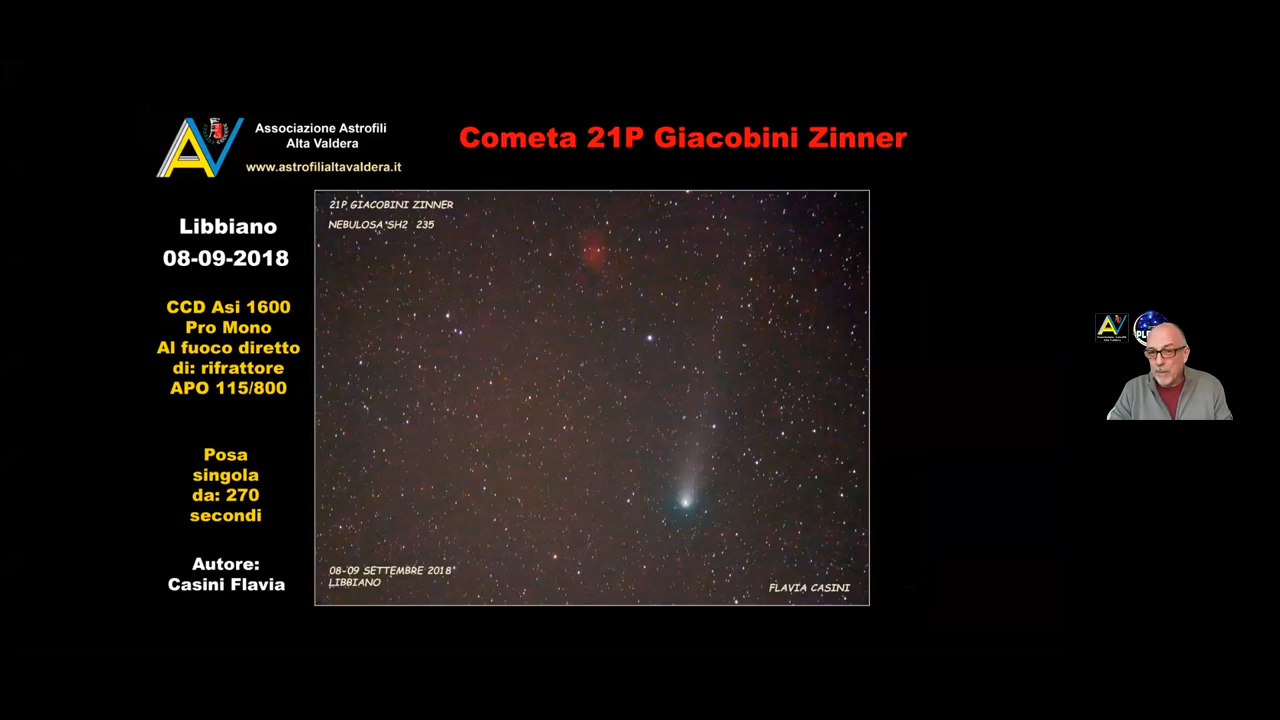 Associazione Astrofili
Alta Valdera
www.astrofilialtavaldera.it
Cometa 21P Giacobini Zinner
Libbiano
08-09-2018
CCD Asi 1600
Pro Mono
Al fuoco diretto
di: rifrattore
APO 115/800
Posa
singola
da: 270
secondi
Autore:
Casini Flavia
21P GIACOBINI ZINNER
NEBULOSA SH2 235
08-09 SETTEMBRE 2018
LIBBIANO
FLAVIA CASINI